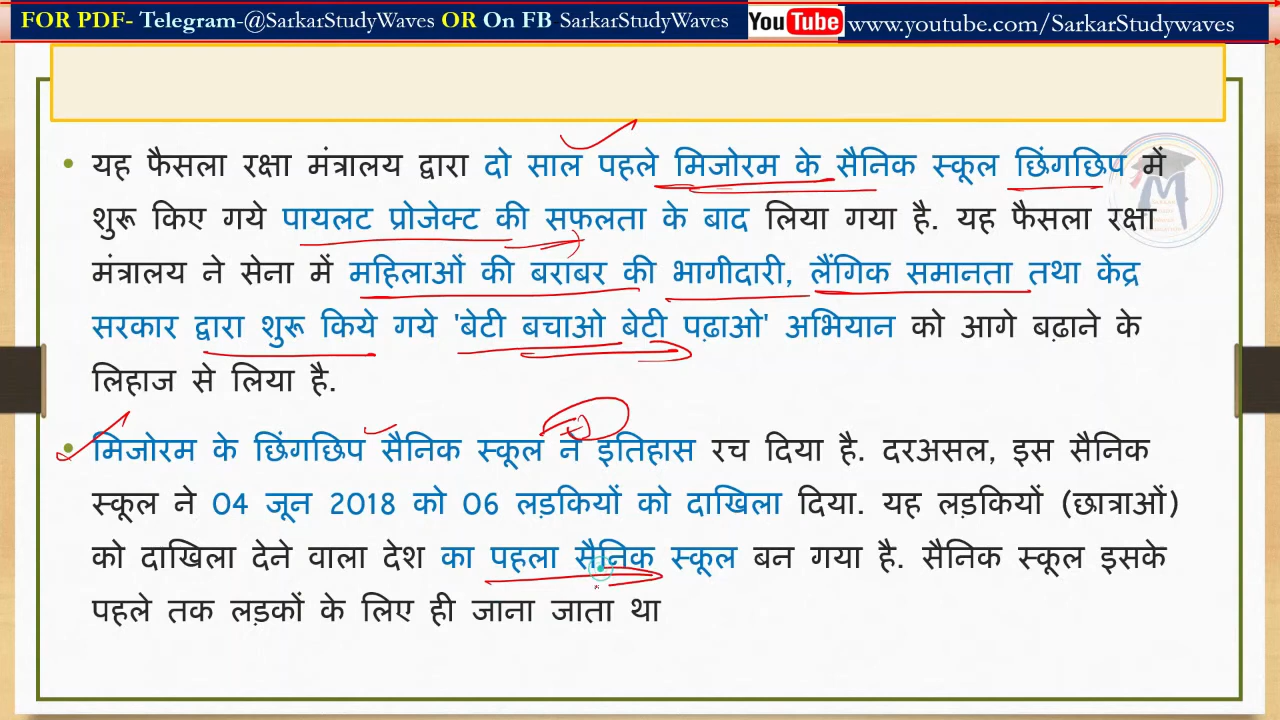 FOR PDF- Telegram-@SarkarStudyWaves OR On FB SarkarStudyWaves YouTube www.youtube.com/SarkarStudywaves
• यह फैसला रक्षा मंत्रालय द्वारा दो साल पहले मिजोरम के सैनिक स्कूल छिंगछिप में
शुरू किए गये पायलट प्रोजेक्ट की सफलता के बाद लिया गया है. यह फैसला रक्षा
मंत्रालय ने सेना में महिलाओं की बराबर की भागीदारी, लैंगिक समानता तथा केंद्र
सरकार द्वारा शुरू किये गये 'बेटी बचाओ बेटी पढ़ाओ' अभियान को आगे बढ़ाने के
लिहाज से लिया है.
• मिजोरम के छिंगछिप सैनिक स्कूल ने इतिहास रच दिया है. दरअसल, इस सैनिक
स्कूल ने 04 जून 2018 को 06 लड़कियों को दाखिला दिया. यह लड़कियों (छात्राओं)
को दाखिला देने वाला देश का पहला सैनिक स्कूल बन गया है. सैनिक स्कूल इसके
पहले तक लड़कों के लिए ही जाना जाता था